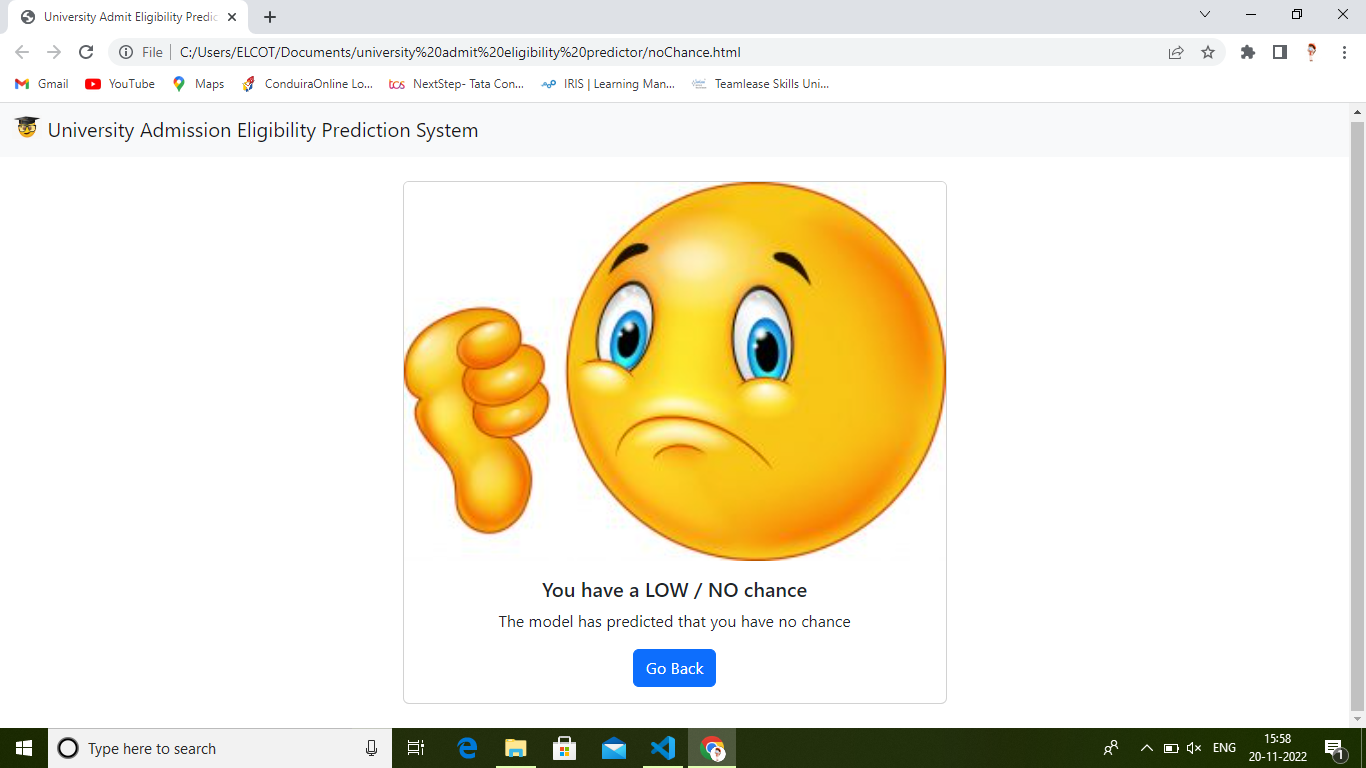 University Admit Eligibility Predic
File
C:/Users/ELCOT/Documents/university%20admit%20eligibility%20predictor/noChance.html
Gmail
YouTube
Maps
ConduiraOnline Lo...
tcs
NextStep- Tata Con...
IRIS | Learning Man...
Teamlease Skills Uni...
University Admission Eligibility Prediction System
You have a LOW / NO chance
The model has predicted that you have no chance
Go Back
Type here to search
ENG
15:58
20-11-2022
1